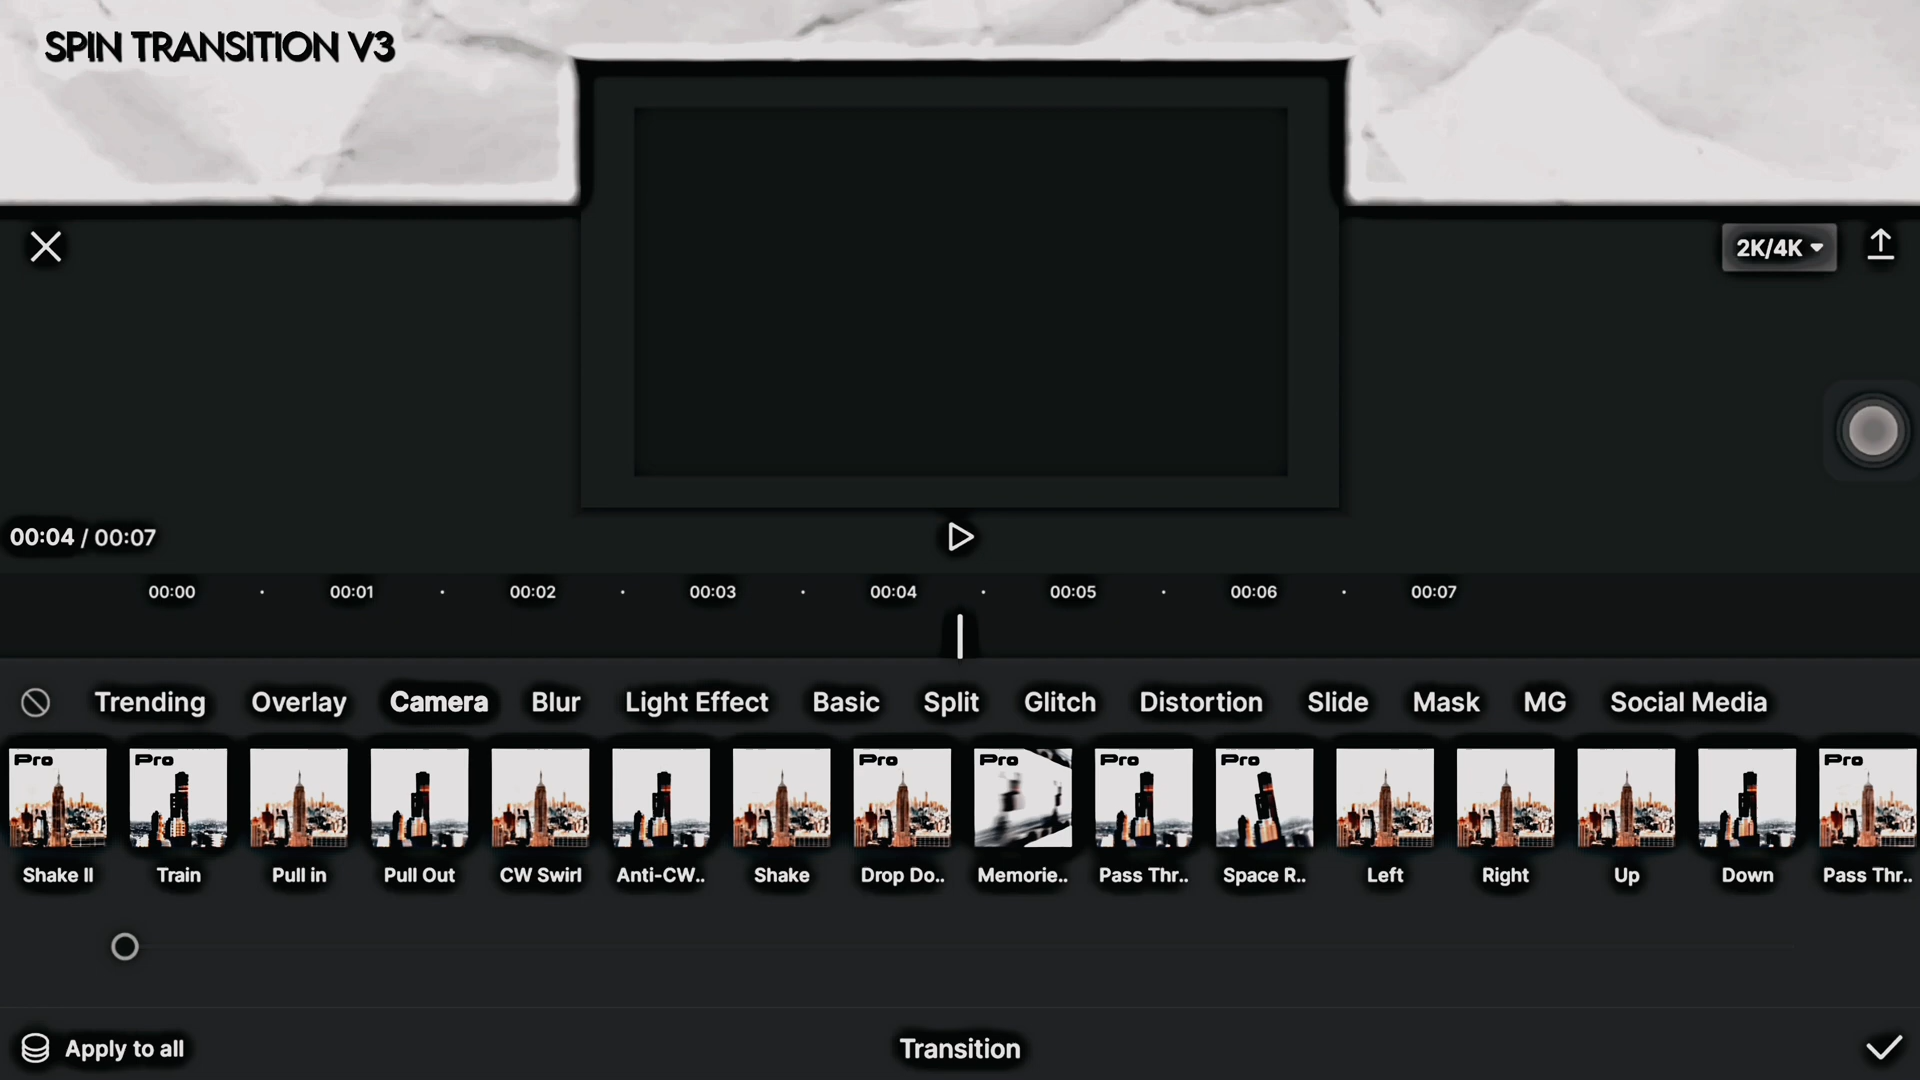 SPIN TRANSITION V3
2K/4K
00:04 / 00:07
00:00 00:01 00:02 00:03 00:04 00:05 00:06 00:07
Trending Overlay Camera Blur Light Effect Basic Split Glitch Distortion Slide Mask MG Social Media
Pro Pro Pro Pro Pro Pro Pro
Shake II Train Pull in Pull Out CW Swirl Anti-CW.. Shake Drop Do.. Memorie.. Pass Thr.. Space R.. Left Right Up Down Pass Thr..
Apply to all Transition